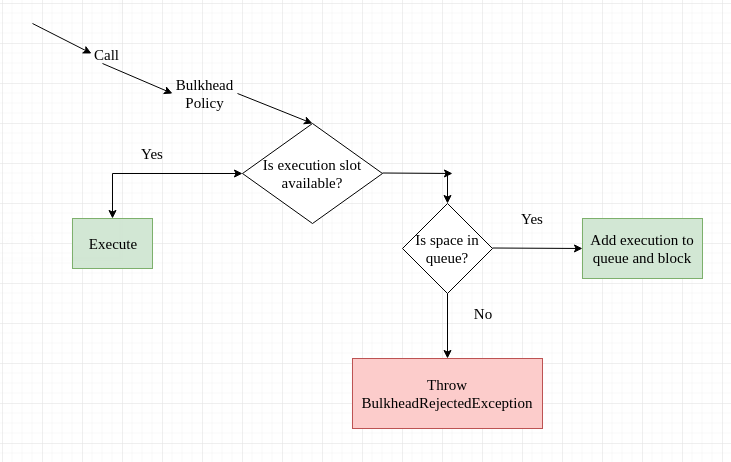 Call
Bulkhead
Policy
Yes
Is execution slot
available?
Execute
Yes
Is space in
queue?
Add execution to
queue and block
No
Throw
BulkheadRejectedException